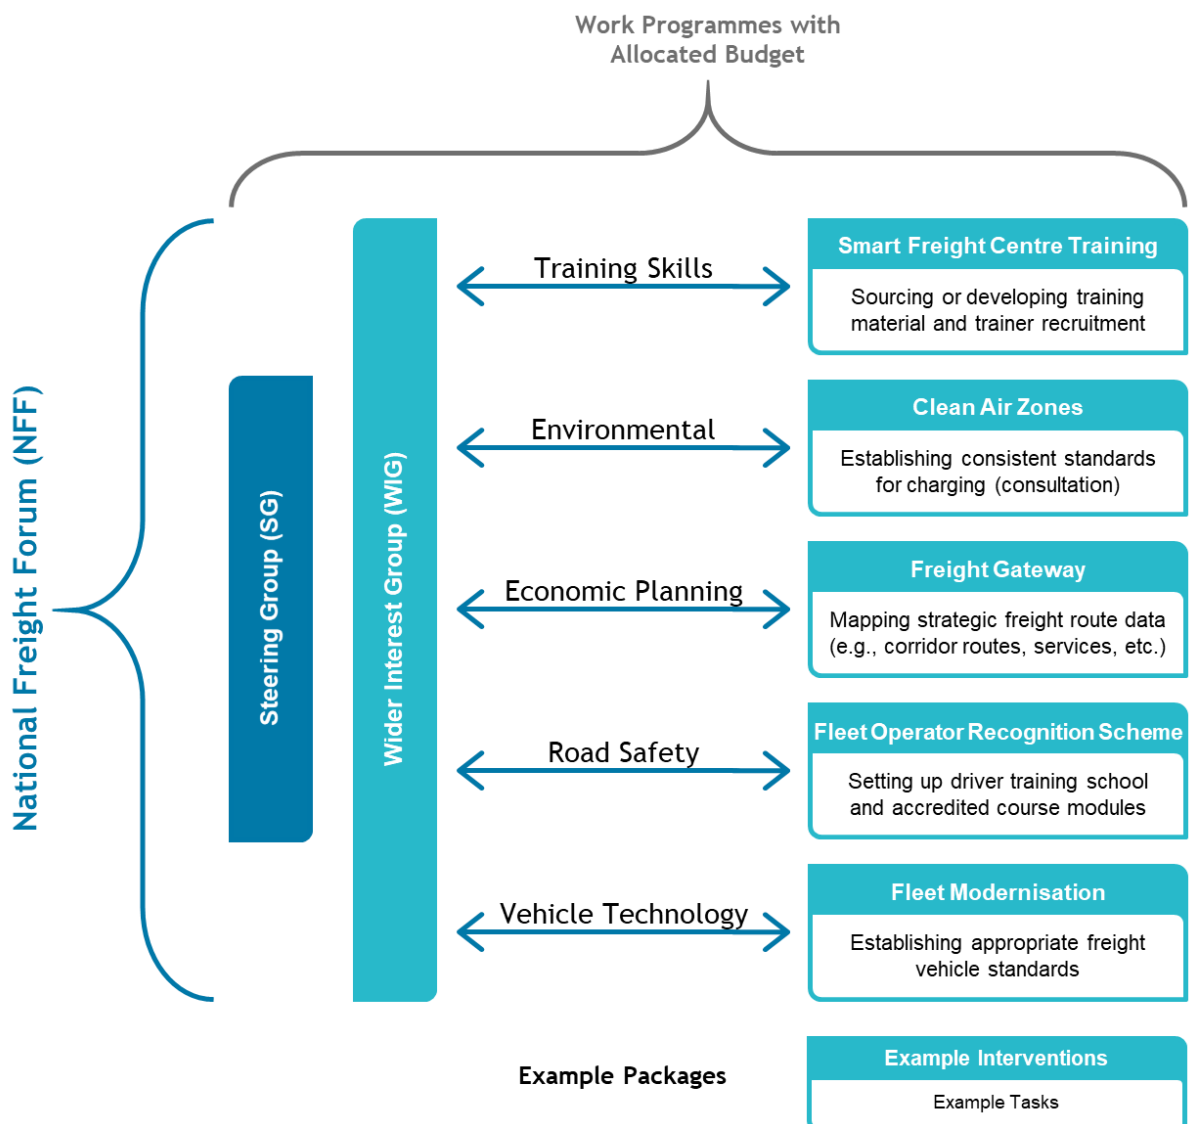 Work Programmes with
Allocated Budget
National Freight Forum (NFF)
Steering Group (SG)
Wider Interest Group (WIG)
Training Skills
Smart Freight Centre Training
Sourcing or developing training
material and trainer recruitment
Environmental
Clean Air Zones
Establishing consistent standards
for charging (consultation)
Economic Planning
Freight Gateway
Mapping strategic freight route data
(e.g., corridor routes, services, etc.)
Road Safety
Fleet Operator Recognition Scheme
Setting up driver training school
and accredited course modules
Vehicle Technology
Fleet Modernisation
Establishing appropriate freight
vehicle standards
Example Packages
Example Interventions
Example Tasks